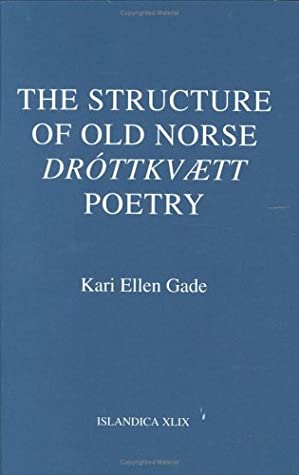 THE STRUCTURE
OF OLD NORSE
DRÓTTKVÆTT
POETRY
Kari Ellen Gade
ISLANDICA XLIX